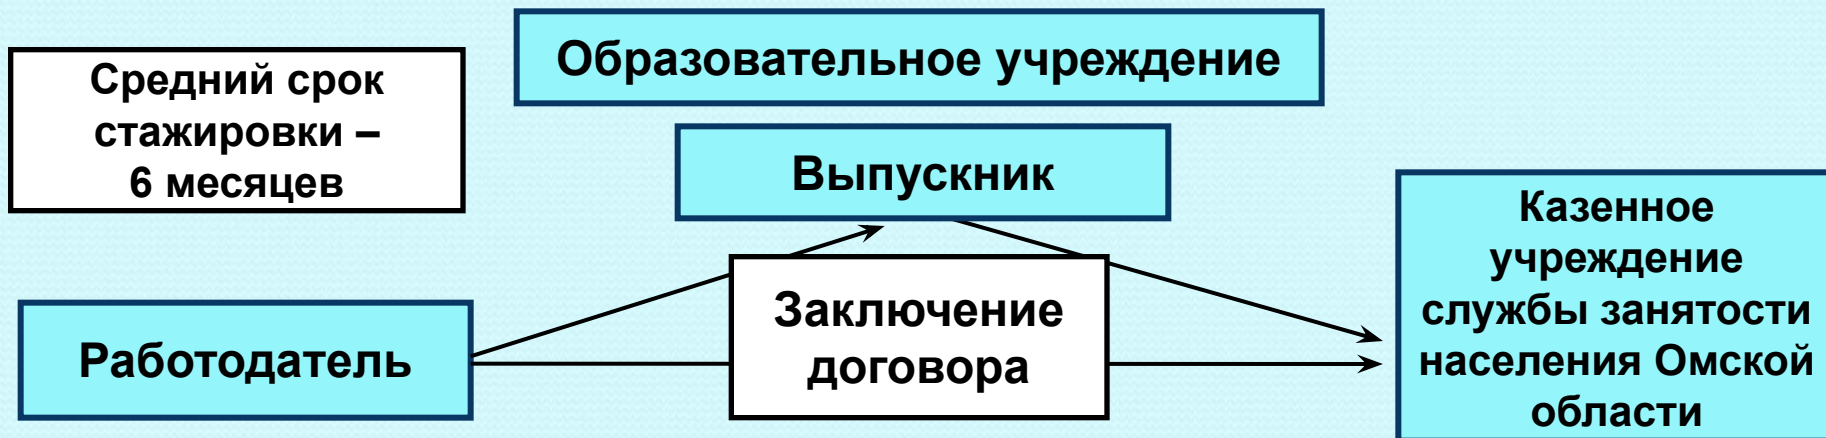 Образовательное учреждение
Средний срок
стажировки –
6 месяцев
Выпускник
Казенное
учреждение
службы занятости
населения Омской
области
Заключение
договора
Работодатель